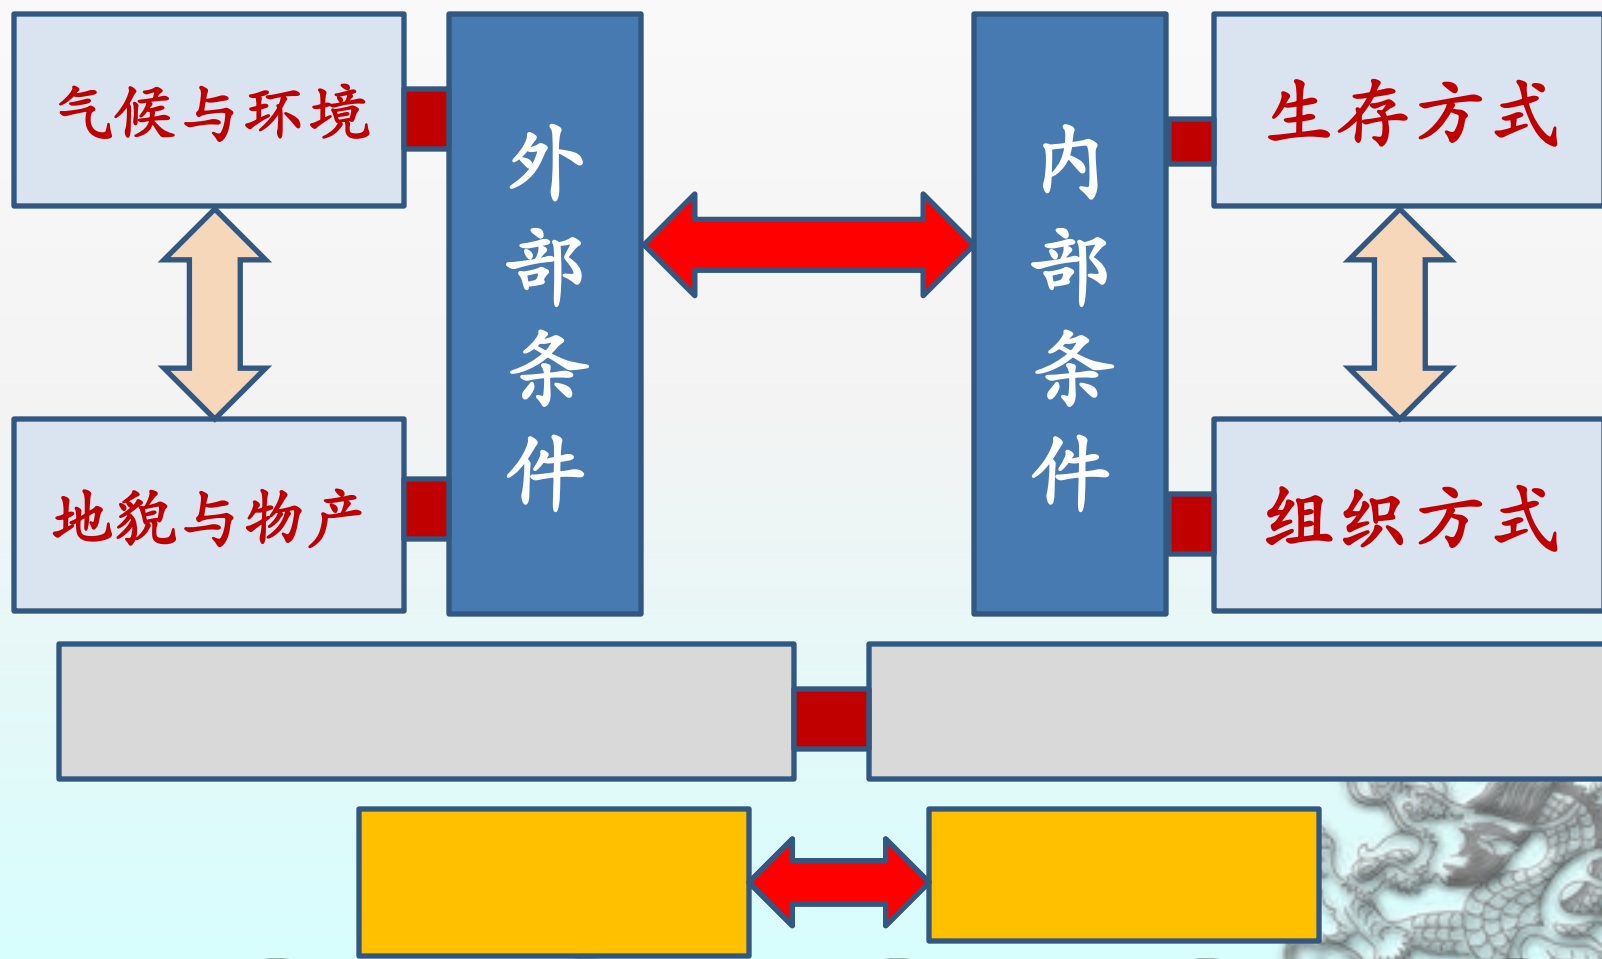 气候与环境
外部条件
内部条件
生存方式
地貌与物产
组织方式